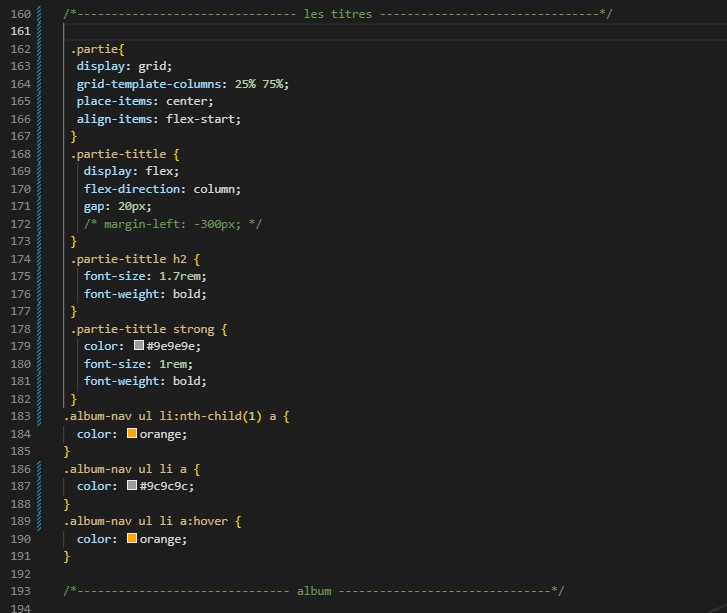 160 /*------------------------------- les titres -------------------------------*/
161
162 .partie{
163 display: grid;
164 grid-template-columns: 25% 75%;
165 place-items: center;
166 align-items: flex-start;
167 }
168 .partie-tittle {
169 display: flex;
170 flex-direction: column;
171 gap: 20px;
172 /* margin-left: -300px; */
173 }
174 .partie-tittle h2 {
175 font-size: 1.7rem;
176 font-weight: bold;
177 }
178 .partie-tittle strong {
179 color: #9e9e9e;
180 font-size: 1rem;
181 font-weight: bold;
182 }
183 .album-nav ul li:nth-child(1) a {
184 color: orange;
185 }
186 .album-nav ul li a {
187 color: #9c9c9c;
188 }
189 .album-nav ul li a:hover {
190 color: orange;
191 }
192
193 /*------------------------------ album ------------------------------*/
194